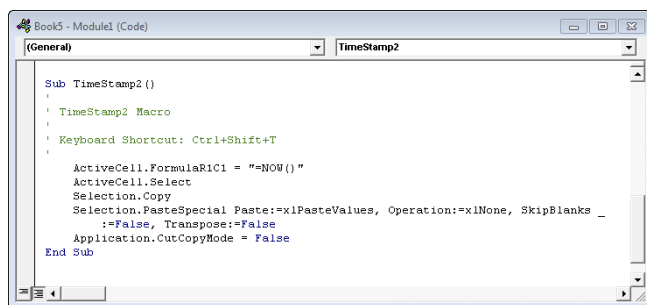 Book5 - Module1 (Code)
(General) TimeStamp2
Sub TimeStamp2()
'
' TimeStamp2 Macro
'
' Keyboard Shortcut: Ctrl+Shift+T
'
ActiveCell.FormulaR1C1 = "=NOW()"
ActiveCell.Select
Selection.Copy
Selection.PasteSpecial Paste:=xlPasteValues, Operation:=xlNone, SkipBlanks _
:=False, Transpose:=False
Application.CutCopyMode = False
End Sub